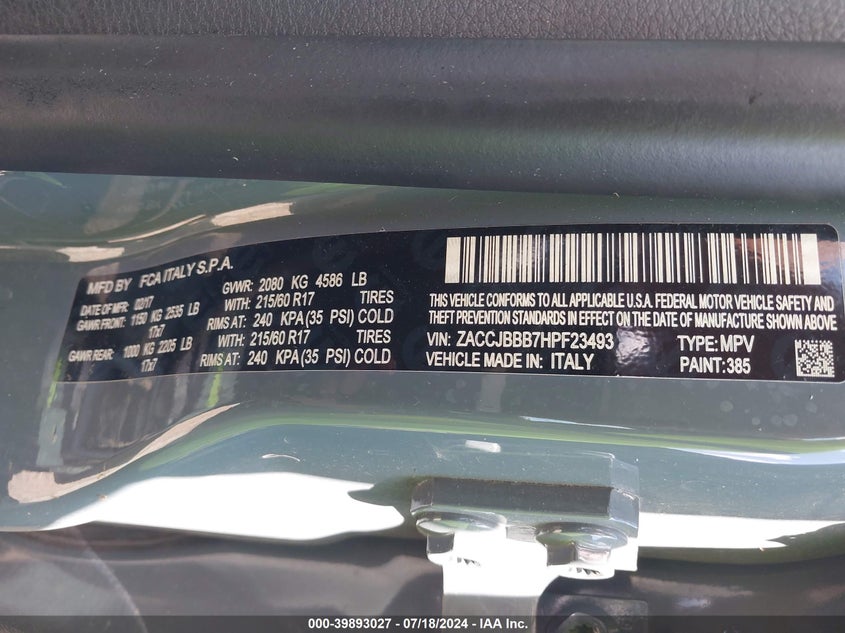 MFD BY FCA ITALY S.P.A.
DATE OF MFR 02/17 GVWR: 2080 KG 4586 LB
GAWR FRONT: 1150 KG 2535 LB WITH: 215/60 R17 TIRES
17x7 RIMS AT: 240 KPA(35 PSI) COLD
GAWR REAR: 1000 KG 2205 LB WITH: 215/60 R17 TIRES
17x7 RIMS AT: 240 KPA(35 PSI) COLD
THIS VEHICLE CONFORMS TO ALL APPLICABLE U.S.A. FEDERAL MOTOR VEHICLE SAFETY AND
THEFT PREVENTION STANDARDS IN EFFECT ON THE DATE OF MANUFACTURE SHOWN ABOVE
VIN: ZACCJBBB7HPF23493 TYPE: MPV
VEHICLE MADE IN: ITALY PAINT:385
000-39893027 - 07/18/2024 - IAA Inc.